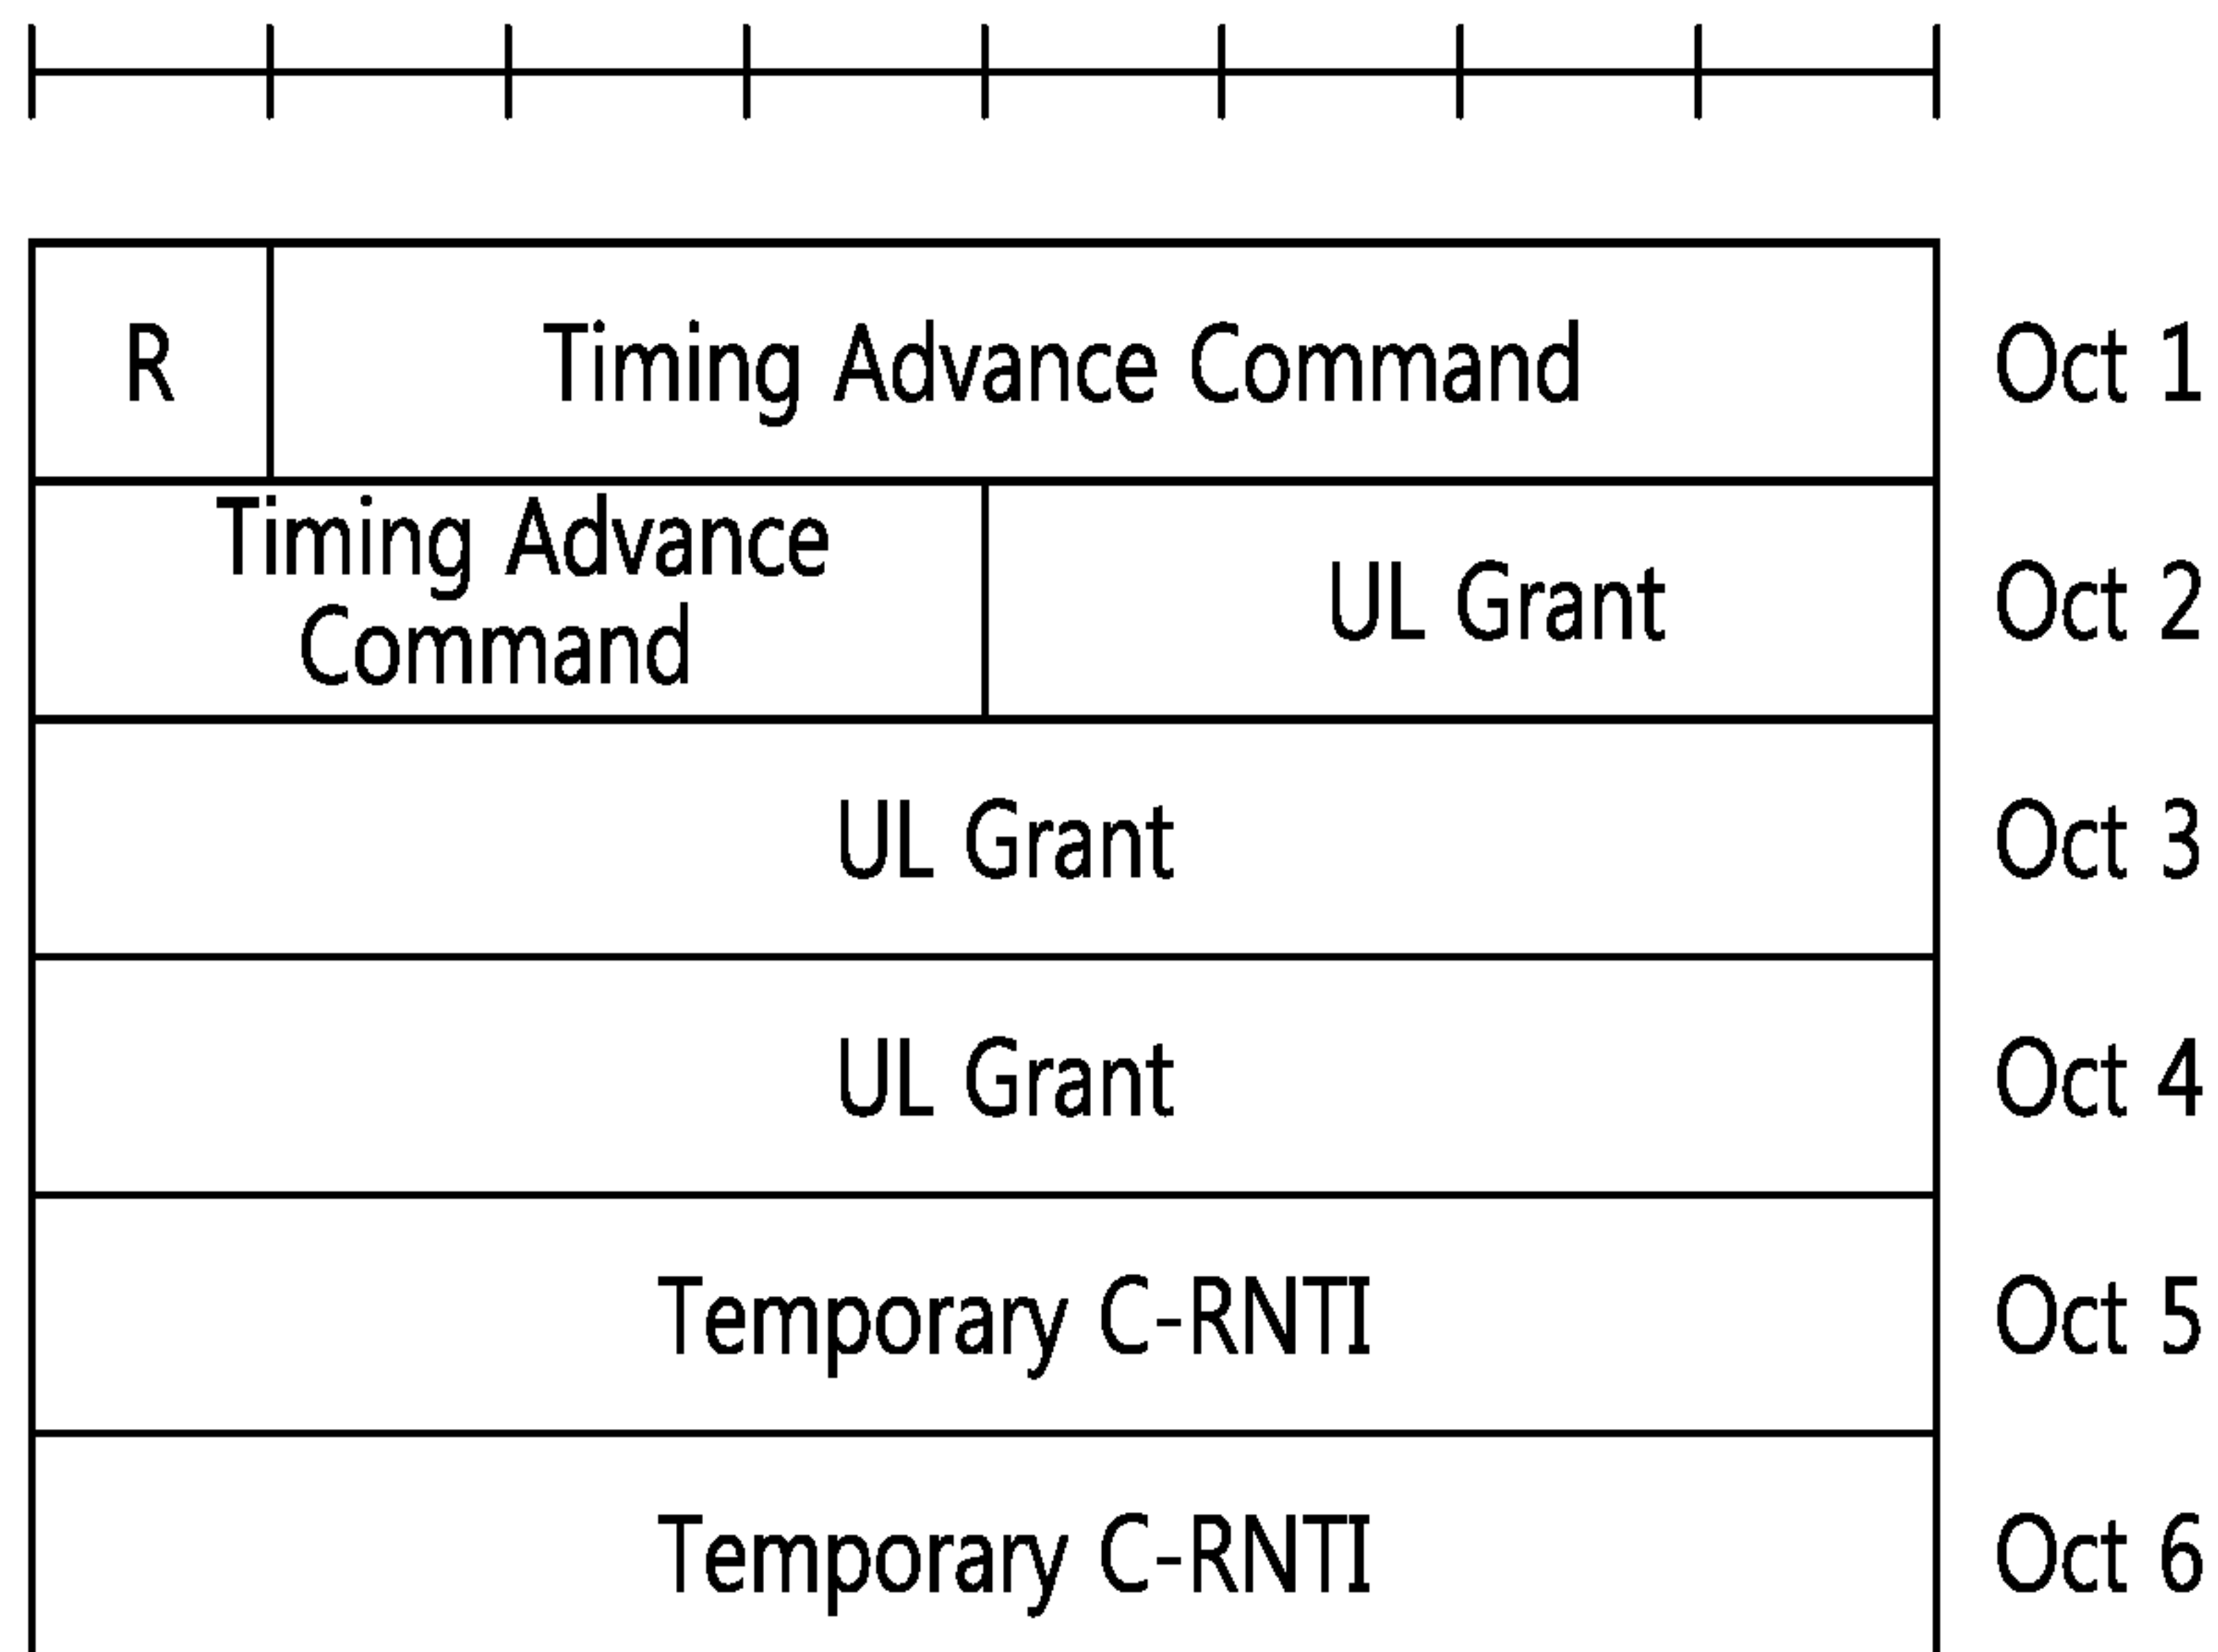 R Timing Advance Command Oct 1
Timing Advance
Command
UL Grant Oct 2
UL Grant Oct 3
UL Grant Oct 4
Temporary C-RNTI Oct 5
Temporary C-RNTI Oct 6